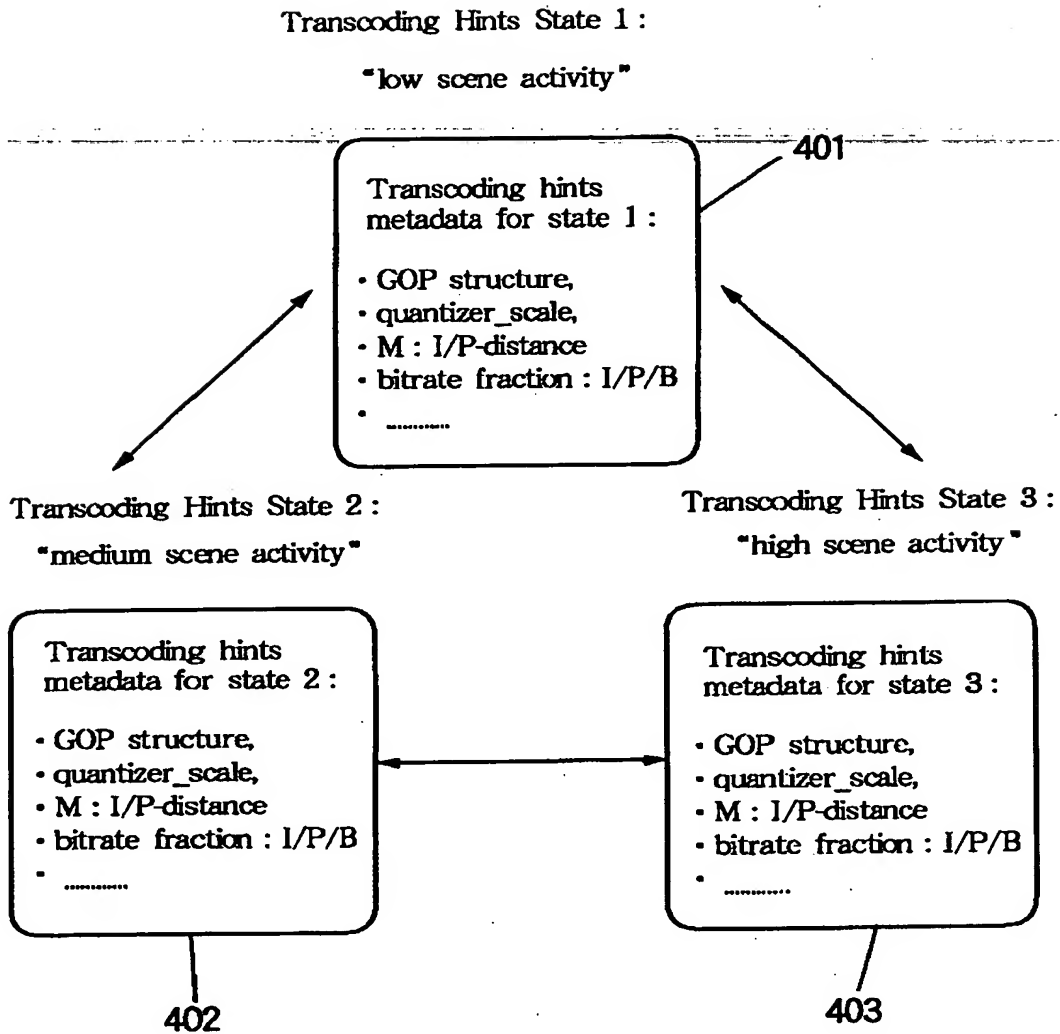 Transcoding Hints State 1 :
"low scene activity"
401
Transcoding hints
metadata for state 1 :
• GOP structure,
• quantizer_scale,
• M : I/P-distance
• bitrate fraction : I/P/B
• ............
Transcoding Hints State 2 :
"medium scene activity"
Transcoding Hints State 3 :
"high scene activity"
Transcoding hints
metadata for state 2 :
• GOP structure,
• quantizer_scale,
• M : I/P-distance
• bitrate fraction : I/P/B
• ............
Transcoding hints
metadata for state 3 :
• GOP structure,
• quantizer_scale,
• M : I/P-distance
• bitrate fraction : I/P/B
• ............
402
403